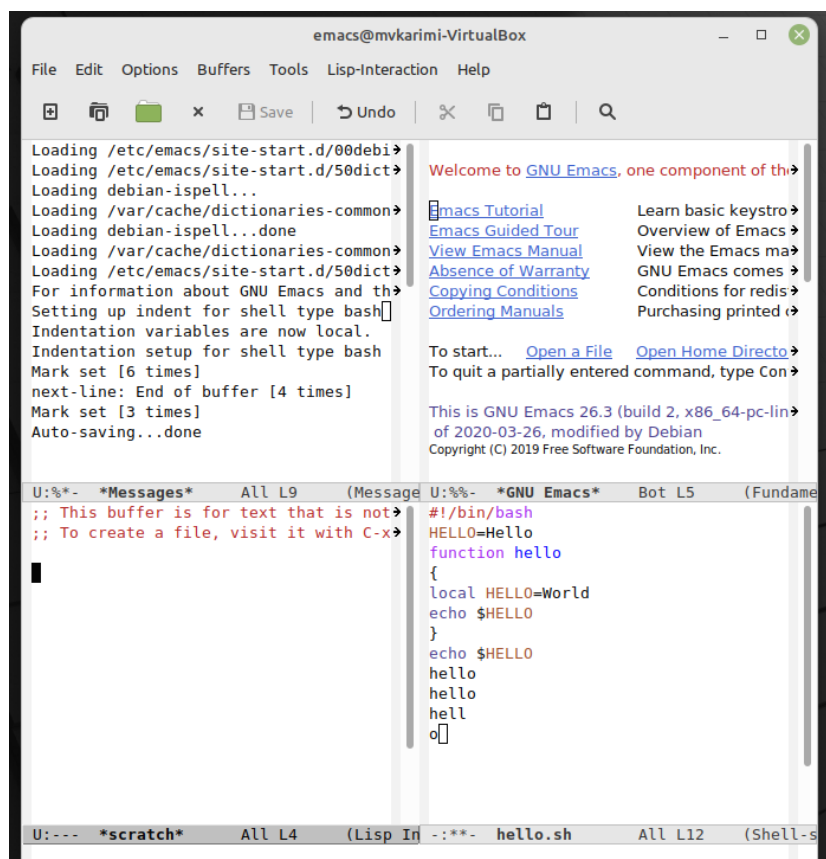 emacs@mvkarimi-VirtualBox
File Edit Options Buffers Tools Lisp-Interaction Help
Save Undo
Loading /etc/emacs/site-start.d/00debi
Loading /etc/emacs/site-start.d/50dict
Loading debian-ispell...
Loading /var/cache/dictionaries-common
Loading debian-ispell...done
Loading /var/cache/dictionaries-common
Loading /etc/emacs/site-start.d/50dict
For information about GNU Emacs and th
Setting up indent for shell type bash
Indentation variables are now local.
Indentation setup for shell type bash
Mark set [6 times]
next-line: End of buffer [4 times]
Mark set [3 times]
Auto-saving...done
U:%*- *Messages* All L9 (Message
Welcome to GNU Emacs, one component of th
Emacs Tutorial Learn basic keystro
Emacs Guided Tour Overview of Emacs
View Emacs Manual View the Emacs ma
Absence of Warranty GNU Emacs comes
Copying Conditions Conditions for redis
Ordering Manuals Purchasing printed
To start... Open a File Open Home Directo
To quit a partially entered command, type Con
This is GNU Emacs 26.3 (build 2, x86_64-pc-lin
of 2020-03-26, modified by Debian
Copyright (C) 2019 Free Software Foundation, Inc.
U:%%- *GNU Emacs* Bot L5 (Fundame
;; This buffer is for text that is not
;; To create a file, visit it with C-x
U:--- *scratch* All L4 (Lisp In
#!/bin/bash
HELLO=Hello
function hello
{
local HELLO=World
echo $HELLO
}
echo $HELLO
hello
hello
hell
o
-:**- hello.sh All L12 (Shell-s